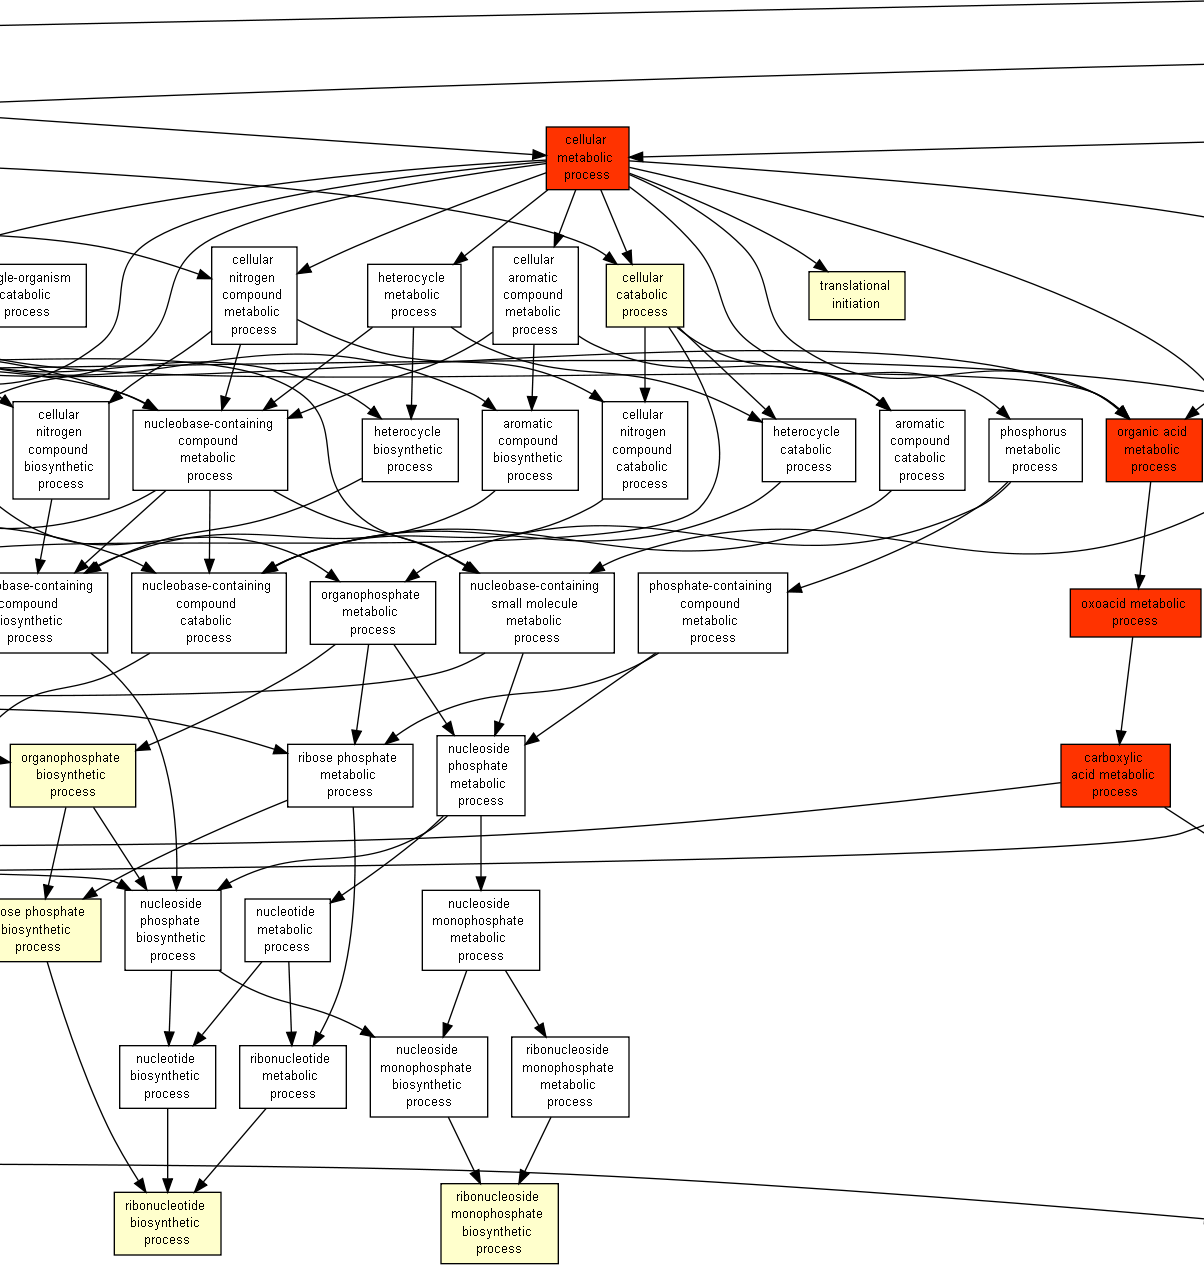 cellular
metabolic
process
cellular
nitrogen
compound
metabolic
process
gle-organism
catabolic
process
heterocycle
metabolic
process
cellular
aromatic
compound
metabolic
process
cellular
catabolic
process
translational
initiation
cellular
nitrogen
compound
biosynthetic
process
nucleobase-containing
compound
metabolic
process
heterocycle
biosynthetic
process
aromatic
compound
biosynthetic
process
cellular
nitrogen
compound
catabolic
process
heterocycle
catabolic
process
aromatic
compound
catabolic
process
phosphorus
metabolic
process
organic acid
metabolic
process
obase-containing
compound
iosynthetic
process
nucleobase-containing
compound
catabolic
process
organophosphate
metabolic
process
nucleobase-containing
small molecule
metabolic
process
phosphate-containing
compound
metabolic
process
oxoacid metabolic
process
organophosphate
biosynthetic
process
ribose phosphate
metabolic
process
nucleoside
phosphate
metabolic
process
carboxylic
acid metabolic
process
ose phosphate
biosynthetic
process
nucleoside
phosphate
biosynthetic
process
nucleotide
metabolic
process
nucleoside
monophosphate
metabolic
process
nucleotide
biosynthetic
process
ribonucleotide
metabolic
process
nucleoside
monophosphate
biosynthetic
process
ribonucleoside
monophosphate
metabolic
process
ribonucleotide
biosynthetic
process
ribonucleoside
monophosphate
biosynthetic
process